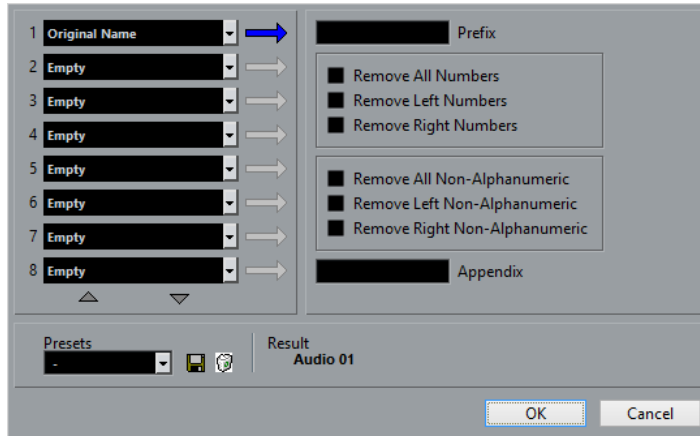 1 Original Name
Prefix
2 Empty
3 Empty
4 Empty
5 Empty
6 Empty
7 Empty
8 Empty
Remove All Numbers
Remove Left Numbers
Remove Right Numbers
Remove All Non-Alphanumeric
Remove Left Non-Alphanumeric
Remove Right Non-Alphanumeric
Appendix
Presets
-
Result
Audio 01
OK
Cancel